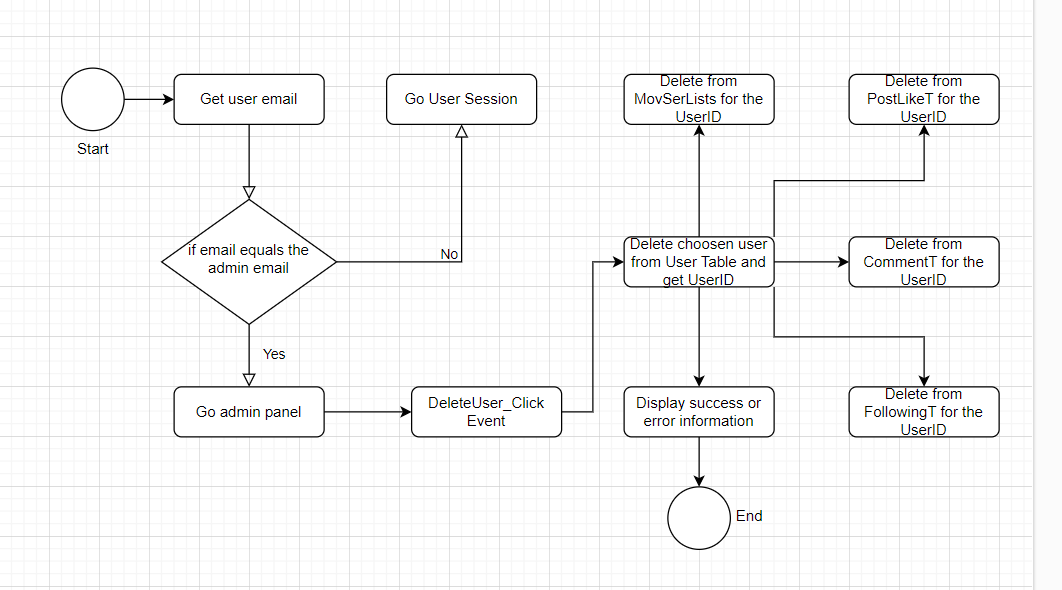 Start
Get user email
Go User Session
Delete from
MovSerLists for the
UserID
Delete from
PostLikeT for the
UserID
if email equals the
admin email
No
Yes
Delete choosen user
from User Table and
get UserID
Delete from
CommentT for the
UserID
Go admin panel
DeleteUser_Click
Event
Display success or
error information
Delete from
FollowingT for the
UserID
End